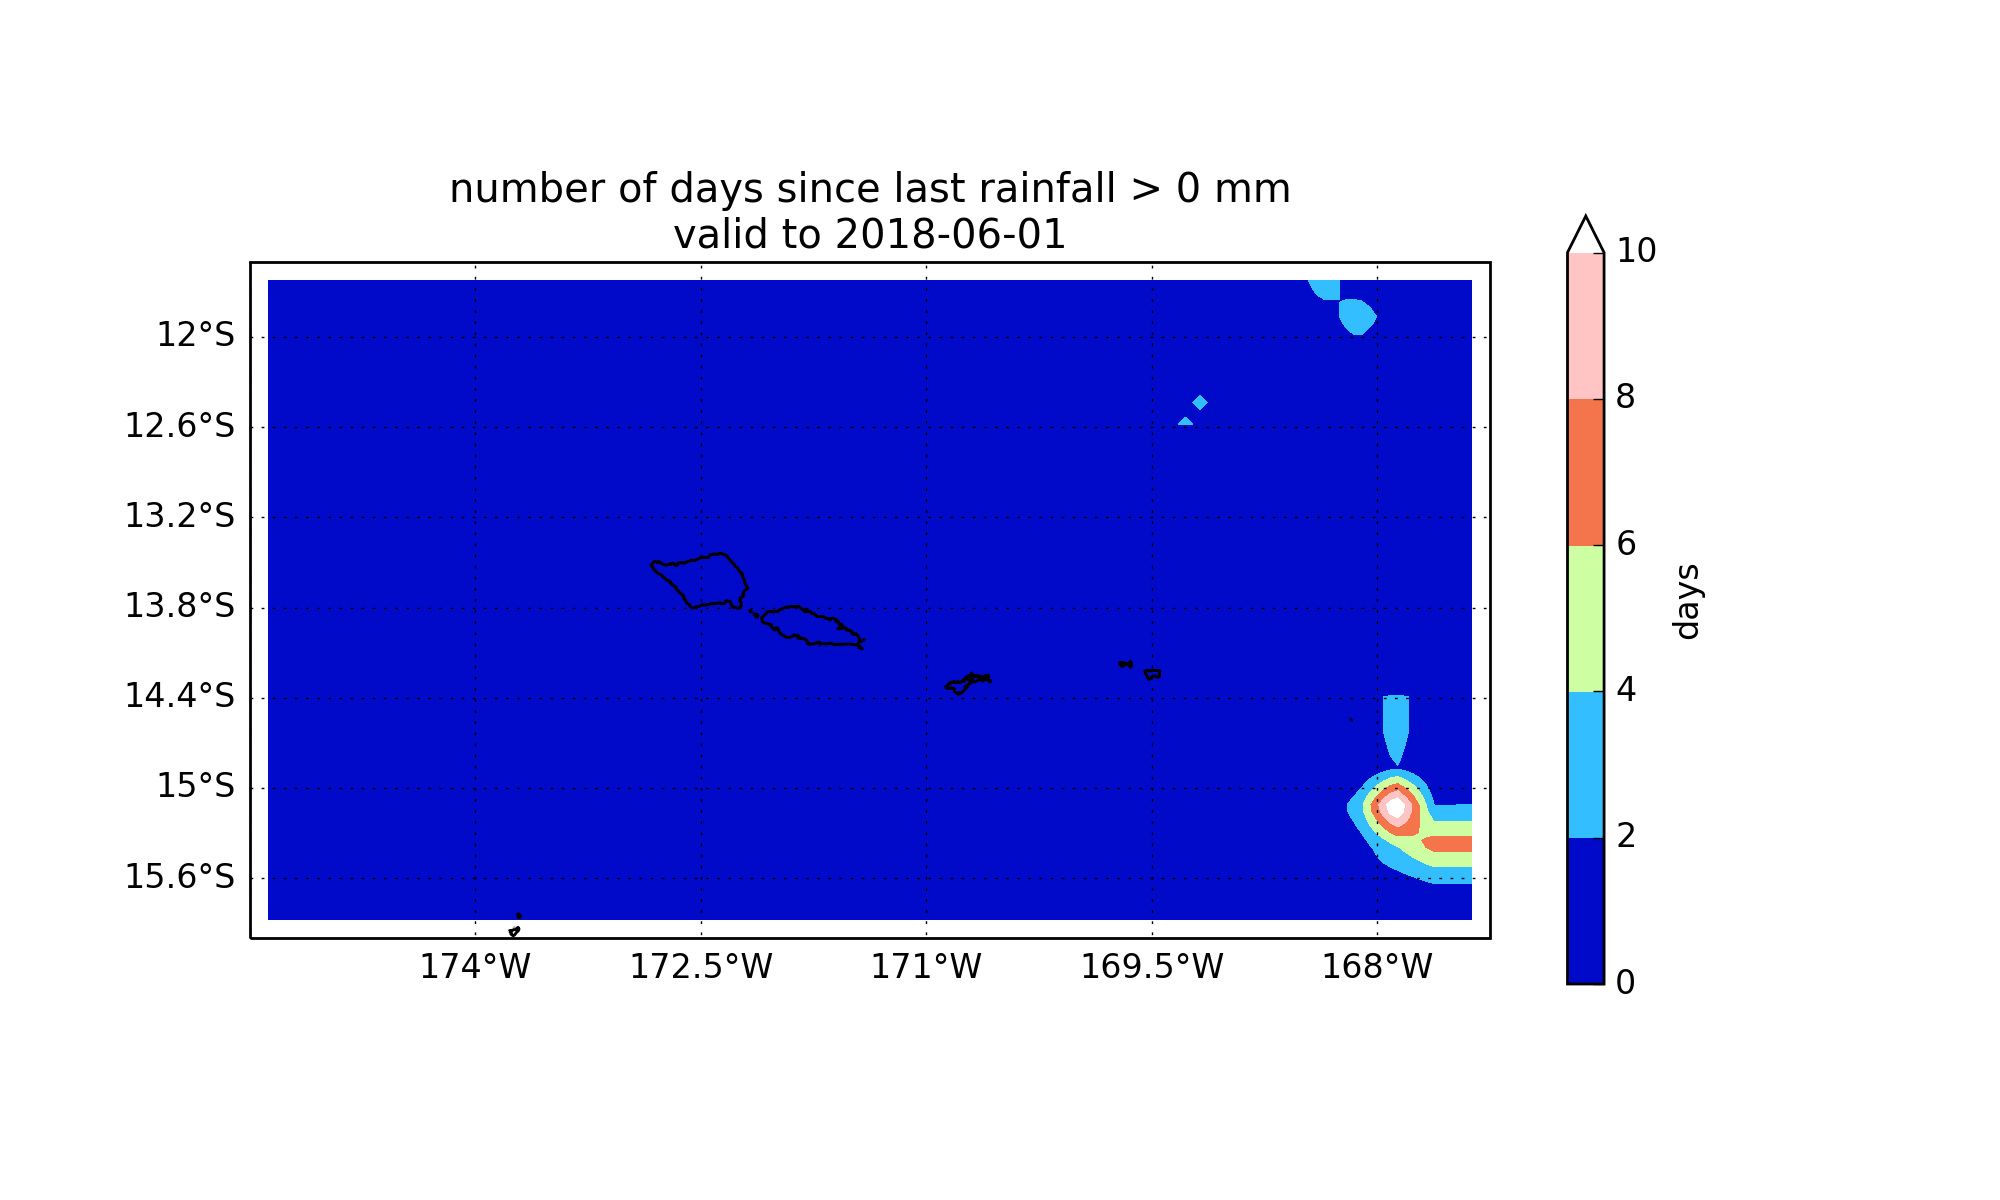 number of days since last rainfall > 0 mm
valid to 2018-06-01
12°S
12.6°S
13.2°S
13.8°S
14.4°S
15°S
15.6°S
174°W
172.5°W
171°W
169.5°W
168°W
10
8
6
4
2
0
days